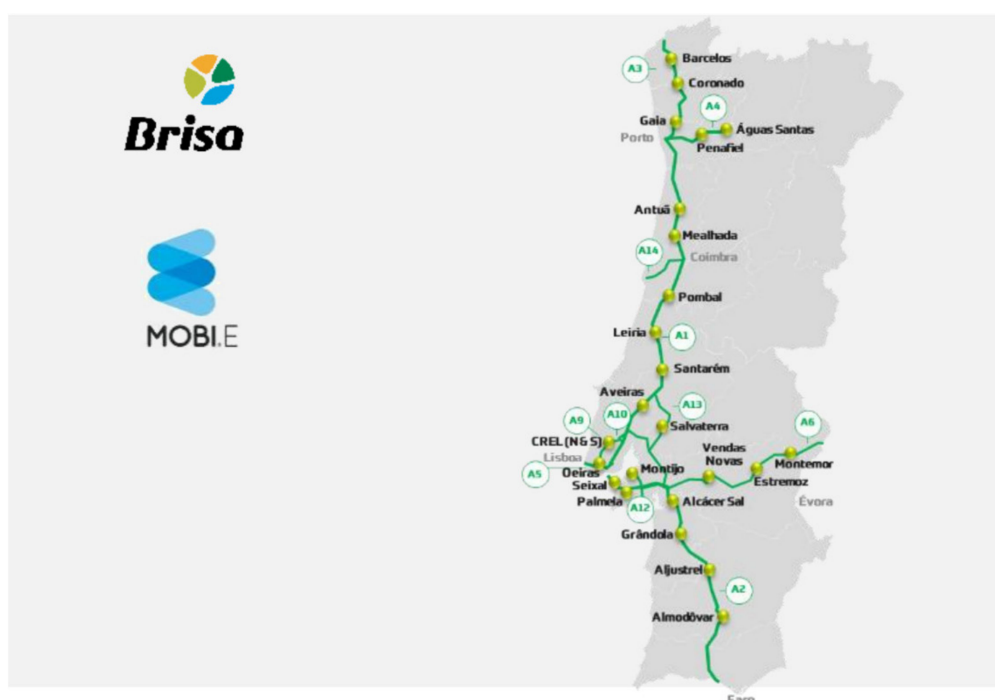 Brisa
MOBI.E
Barcelos
A3
Coronado
A4
Gaia
Águas Santas
Porto
Penafiel
Antuã
Mealhada
A14
Coimbra
Pombal
Leiria
A1
Santarém
Aveiras
A13
A10
A9
Salvaterra
A6
CREL (N & S)
Lisboa
Vendas
Novas
Montemor
A5
Oeiras
Montijo
Estremoz
Seixal
Palmela
A12
Alcácer Sal
Évora
Grândola
Aljustrel
A2
Almodôvar
Faro